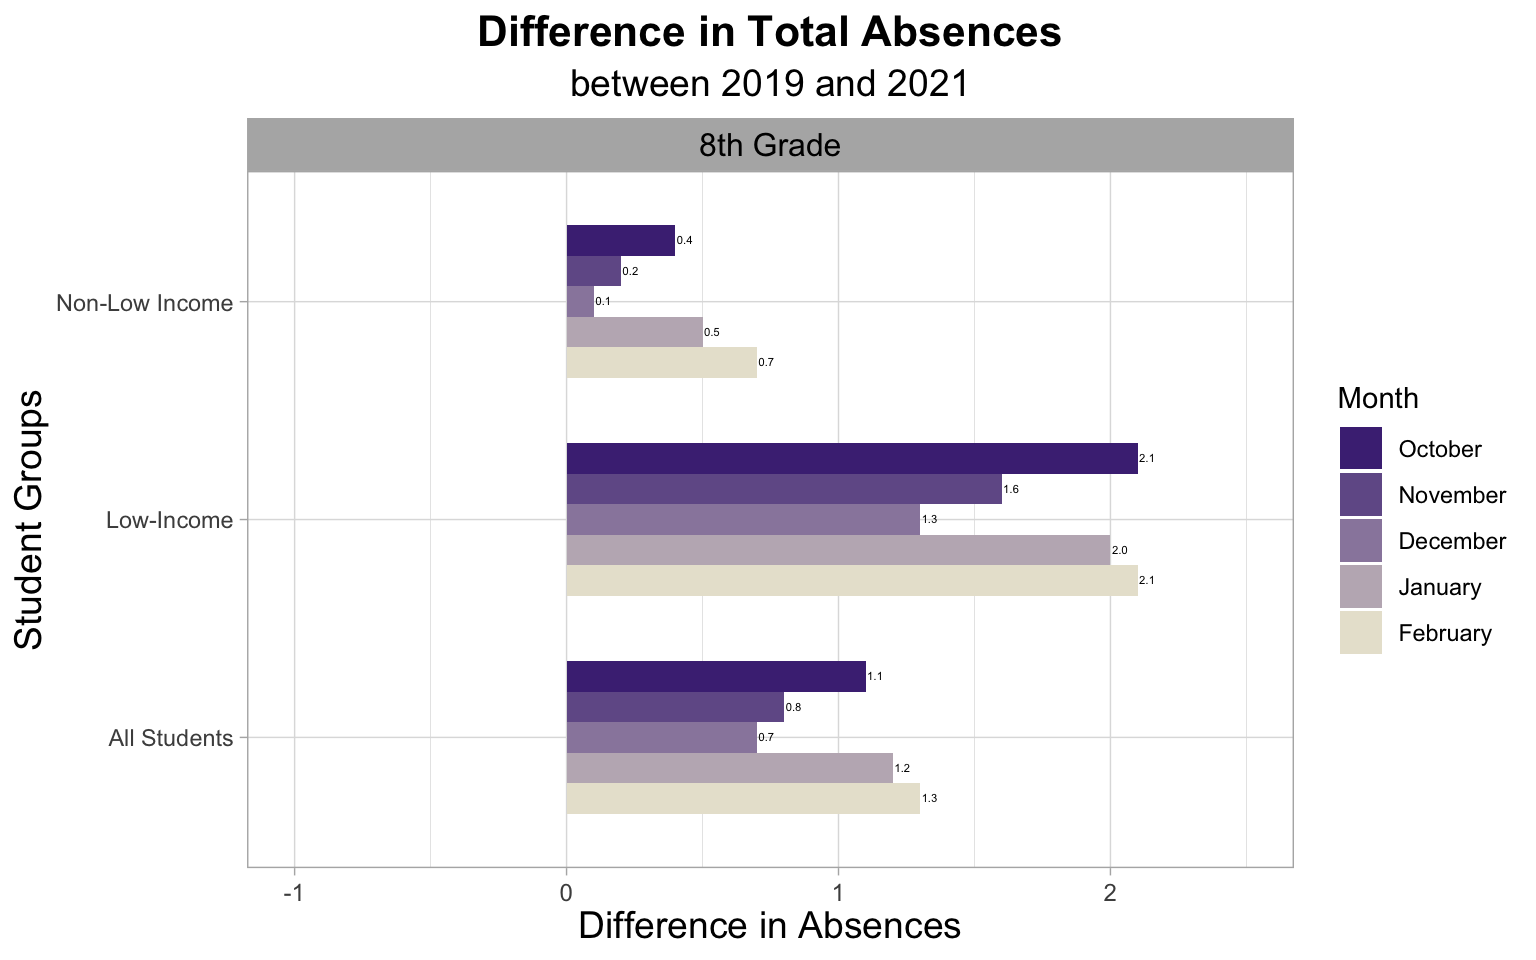 Difference in Total Absences
between 2019 and 2021
8th Grade
Student Groups
Non-Low Income
0.4
0.2
0.1
0.5
0.7
Low-Income
2.1
1.6
1.3
2.0
2.1
All Students
1.1
0.8
0.7
1.2
1.3
-1 0 1 2
Difference in Absences
Month
October
November
December
January
February